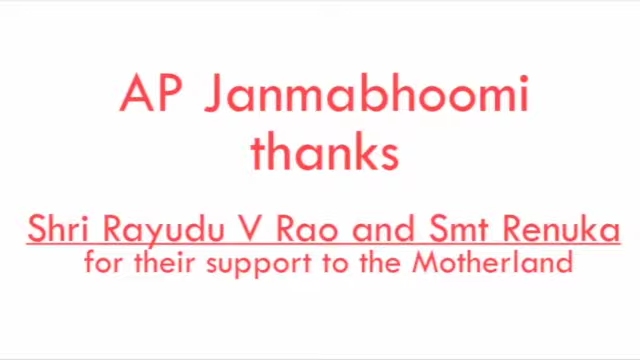 AP Janmabhoomi
thanks
Shri Rayudu V Rao and Smt Renuka
for their support to the Motherland